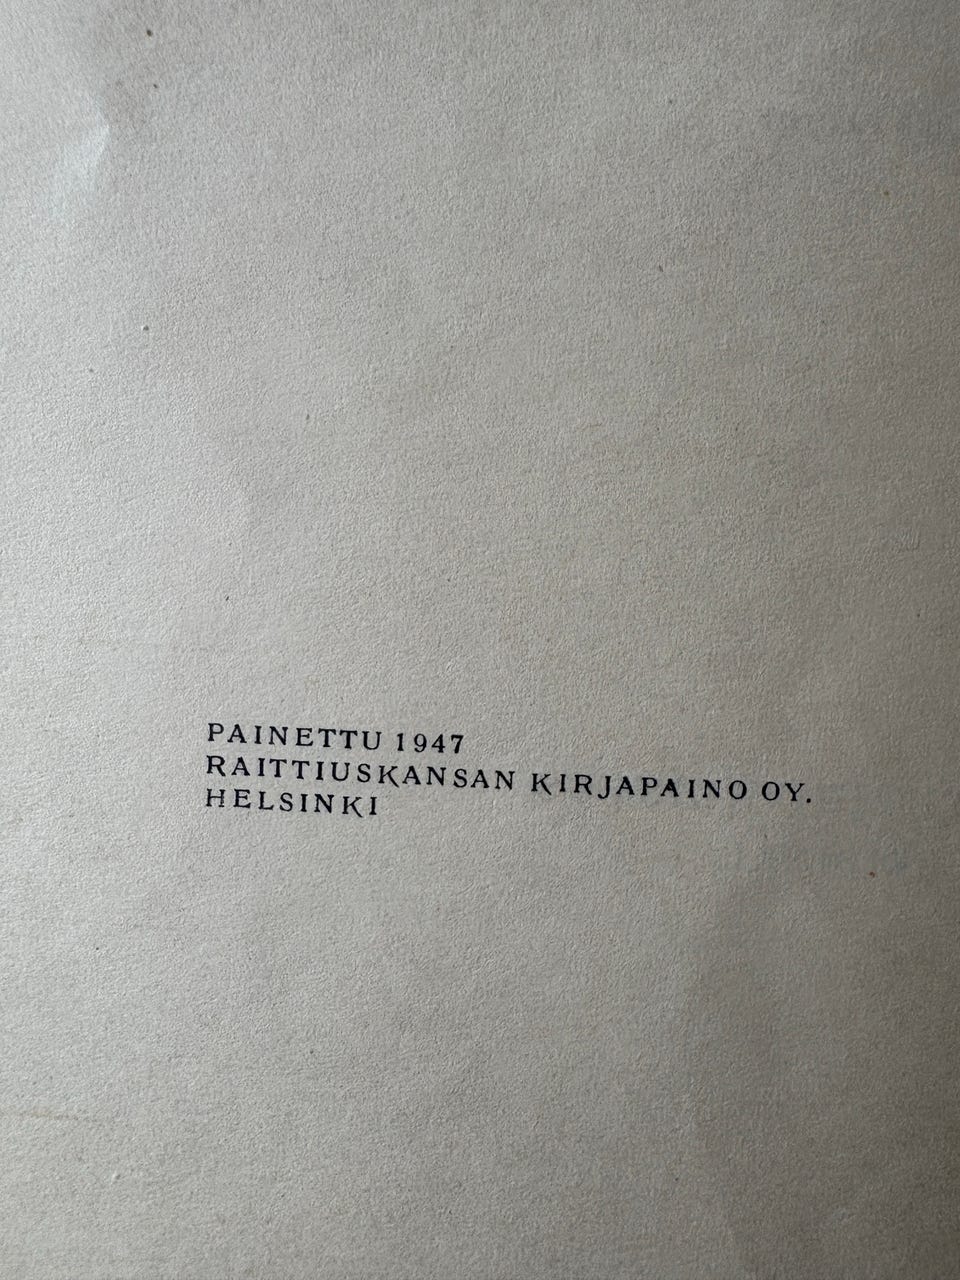 PAINETTU 1947
RAITTIUSKANSAN KIRJAPAINO OY.
HELSINKI